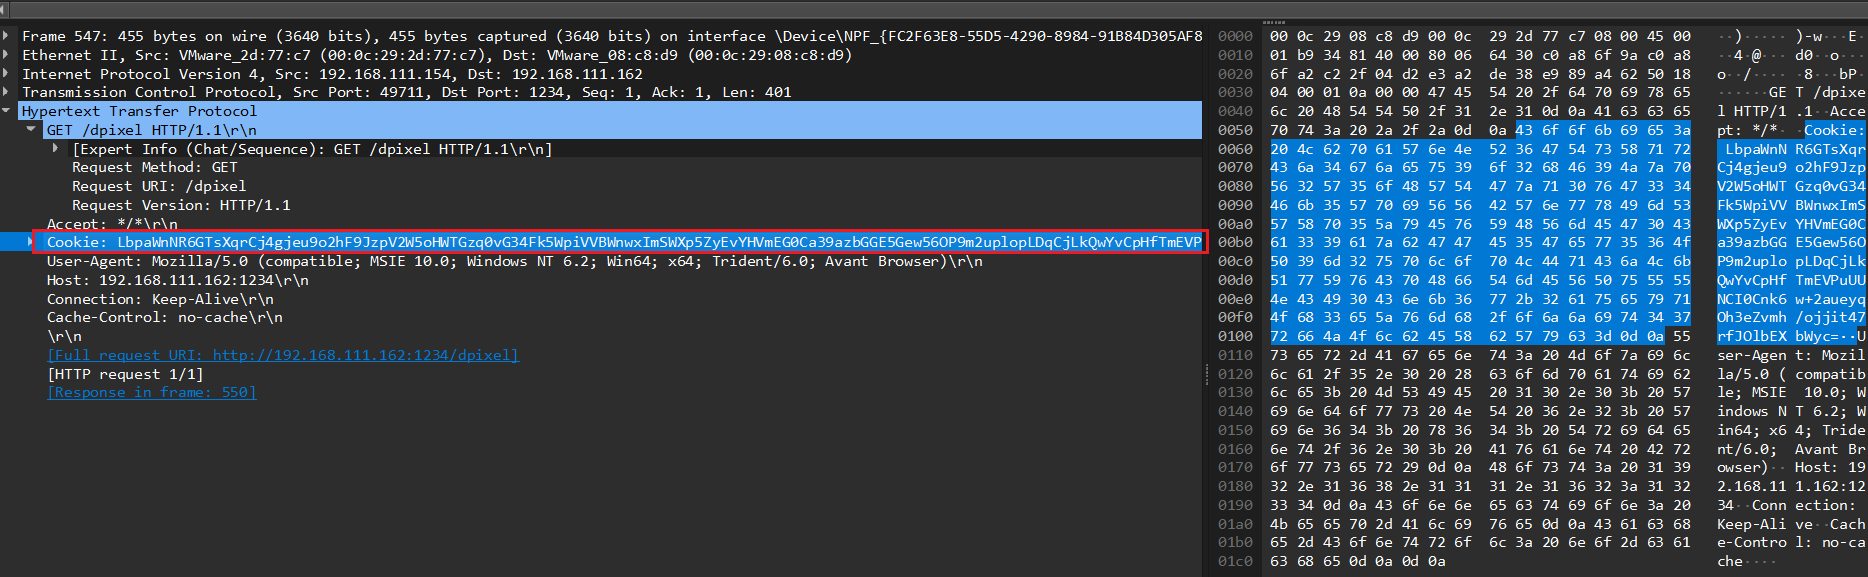 Frame 547: 455 bytes on wire (3640 bits), 455 bytes captured (3640 bits) on interface \Device\NPF_{FC2F63E8-55D5-4290-8984-91B84D305AF8
Ethernet II, Src: VMware_2d:77:c7 (00:0c:29:2d:77:c7), Dst: VMware_08:c8:d9 (00:0c:29:08:c8:d9)
Internet Protocol Version 4, Src: 192.168.111.154, Dst: 192.168.111.162
Transmission Control Protocol, Src Port: 49711, Dst Port: 1234, Seq: 1, Ack: 1, Len: 401
Hypertext Transfer Protocol
GET /dpixel HTTP/1.1\r\n
[Expert Info (Chat/Sequence): GET /dpixel HTTP/1.1\r\n]
Request Method: GET
Request URI: /dpixel
Request Version: HTTP/1.1
Accept: */*\r\n
Cookie: LbpaWnNR6GTsXqrCj4gjeu9o2hF9JzpV2W5oHWTGzq0vG34Fk5WpiVVBWnwxImSWXp5ZyEvYHVmEG0Ca39azbGGE5Gew56OP9m2uplopLDqCjLkQwYvCpHfTmEVP
User-Agent: Mozilla/5.0 (compatible; MSIE 10.0; Windows NT 6.2; Win64; x64; Trident/6.0; Avant Browser)\r\n
Host: 192.168.111.162:1234\r\n
Connection: Keep-Alive\r\n
Cache-Control: no-cache\r\n
\r\n
[Full request URI: http://192.168.111.162:1234/dpixel]
[HTTP request 1/1]
[Response in frame: 550]
0000 00 0c 29 08 c8 d9 00 0c 29 2d 77 c7 08 00 45 00 ··)····· )-w···E·
0010 01 b9 34 81 40 00 80 06 64 30 c0 a8 6f 9a c0 a8 ··4·@··· d0··o···
0020 6f a2 c2 2f 04 d2 e3 a2 de 38 e9 89 a4 62 50 18 o··/···· ·8···bP·
0030 04 00 01 0a 00 00 47 45 54 20 2f 64 70 69 78 65 ······GE T /dpixe
0040 6c 20 48 54 54 50 2f 31 2e 31 0d 0a 41 63 63 65 l HTTP/1 .1··Acce
0050 70 74 3a 20 2a 2f 2a 0d 0a 43 6f 6f 6b 69 65 3a pt: */*· ·Cookie:
0060 20 4c 62 70 61 57 6e 4e 52 36 47 54 73 58 71 72 LbpaWnN R6GTsXqr
0070 43 6a 34 67 6a 65 75 39 6f 32 68 46 39 4a 7a 70 Cj4gjeu9 o2hF9Jzp
0080 56 32 57 35 6f 48 57 54 47 7a 71 30 76 47 33 34 V2W5oHWT Gzq0vG34
0090 46 6b 35 57 70 69 56 56 42 57 6e 77 78 49 6d 53 Fk5WpiVV BWnwxImS
00a0 57 58 70 35 5a 79 45 76 59 48 56 6d 45 47 30 43 WXp5ZyEv YHVmEG0C
00b0 61 33 39 61 7a 62 47 47 45 35 47 65 77 35 36 4f a39azbGG E5Gew56O
00c0 50 39 6d 32 75 70 6c 6f 70 4c 44 71 43 6a 4c 6b P9m2uplo pLDqCjLk
00d0 51 77 59 76 43 70 48 66 54 6d 45 56 50 75 55 55 QwYvCpHf TmEVPuUU
00e0 4e 43 49 30 43 6e 6b 36 77 2b 32 61 75 65 79 71 NCI0Cnk6 w+2aueyq
00f0 4f 68 33 65 5a 76 6d 68 2f 6f 6a 6a 69 74 34 37 Oh3eZvmh /ojjit47
0100 72 66 4a 4f 6c 62 45 58 62 57 79 63 3d 0d 0a 55 rfJOlbEX bWyc=··U
0110 73 65 72 2d 41 67 65 6e 74 3a 20 4d 6f 7a 69 6c ser-Agen t: Mozil
0120 6c 61 2f 35 2e 30 20 28 63 6f 6d 70 61 74 69 62 la/5.0 ( compatib
0130 6c 65 3b 20 4d 53 49 45 20 31 30 2e 30 3b 20 57 le; MSIE 10.0; W
0140 69 6e 64 6f 77 73 20 4e 54 20 36 2e 32 3b 20 57 indows N T 6.2; W
0150 69 6e 36 34 3b 20 78 36 34 3b 20 54 72 69 64 65 in64; x6 4; Tride
0160 6e 74 2f 36 2e 30 3b 20 41 76 61 6e 74 20 42 72 nt/6.0; Avant Br
0170 6f 77 73 65 72 29 0d 0a 48 6f 73 74 3a 20 31 39 owser)·· Host: 19
0180 32 2e 31 36 38 2e 31 31 31 2e 31 36 32 3a 31 32 2.168.11 1.162:12
0190 33 34 0d 0a 43 6f 6e 6e 65 63 74 69 6f 6e 3a 20 34··Conn ection:
01a0 4b 65 65 70 2d 41 6c 69 76 65 0d 0a 43 61 63 68 Keep-Ali ve··Cach
01b0 65 2d 43 6f 6e 74 72 6f 6c 3a 20 6e 6f 2d 63 61 e-Contro l: no-ca
01c0 63 68 65 0d 0a 0d 0a che····